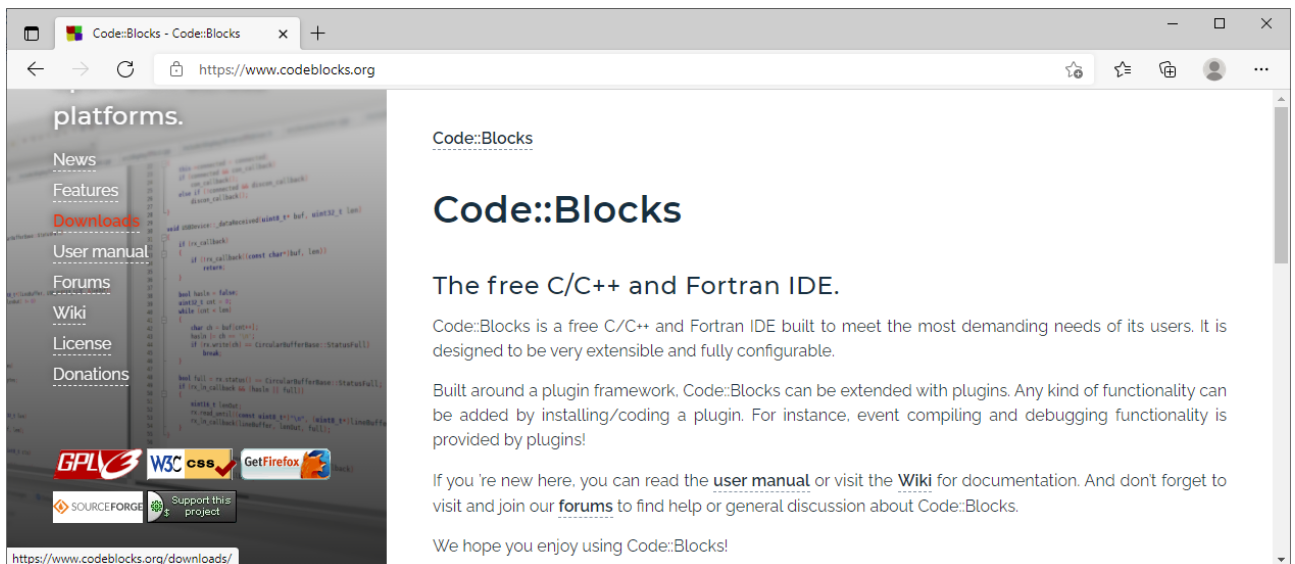 Code::Blocks - Code::Blocks
https://www.codeblocks.org
platforms.
News
Features
Downloads
User manual
Forums
Wiki
License
Donations
GPL v3
W3C css
GetFirefox
SOURCEFORGE
Support this
project
https://www.codeblocks.org/downloads/
Code::Blocks
Code::Blocks
The free C/C++ and Fortran IDE.
Code::Blocks is a free C/C++ and Fortran IDE built to meet the most demanding needs of its users. It is
designed to be very extensible and fully configurable.
Built around a plugin framework, Code::Blocks can be extended with plugins. Any kind of functionality can
be added by installing/coding a plugin. For instance, event compiling and debugging functionality is
provided by plugins!
If you 're new here, you can read the user manual or visit the Wiki for documentation. And don't forget to
visit and join our forums to find help or general discussion about Code::Blocks.
We hope you enjoy using Code::Blocks!